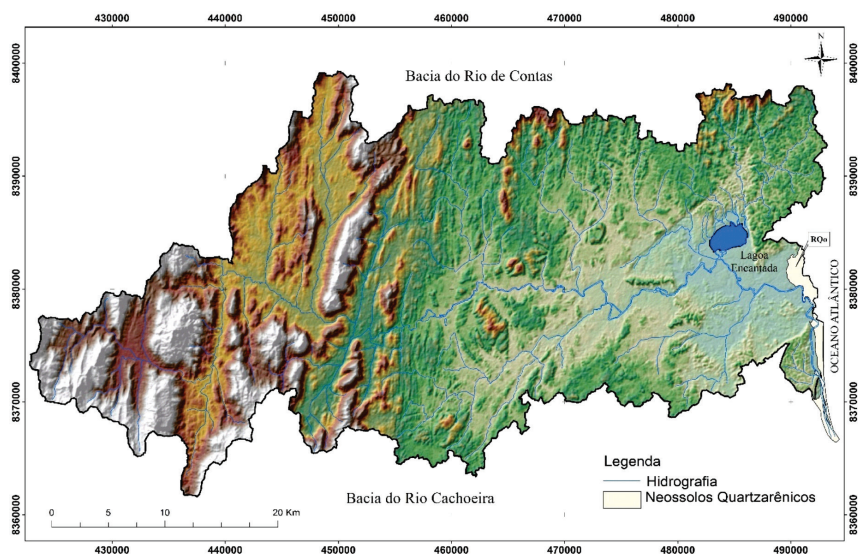 430000 440000 450000 460000 470000 480000 490000
8400000 8400000
N
Bacia do Rio de Contas
8390000 8390000
RQo
Lagoa
Encantada
8380000 8380000
OCEANO ATLÂNTICO
8370000 8370000
Legenda
Hidrografia
Bacia do Rio Cachoeira
Neossolos Quartzarênicos
0 5 10 20 Km
8360000 8360000
430000 440000 450000 460000 470000 480000 490000